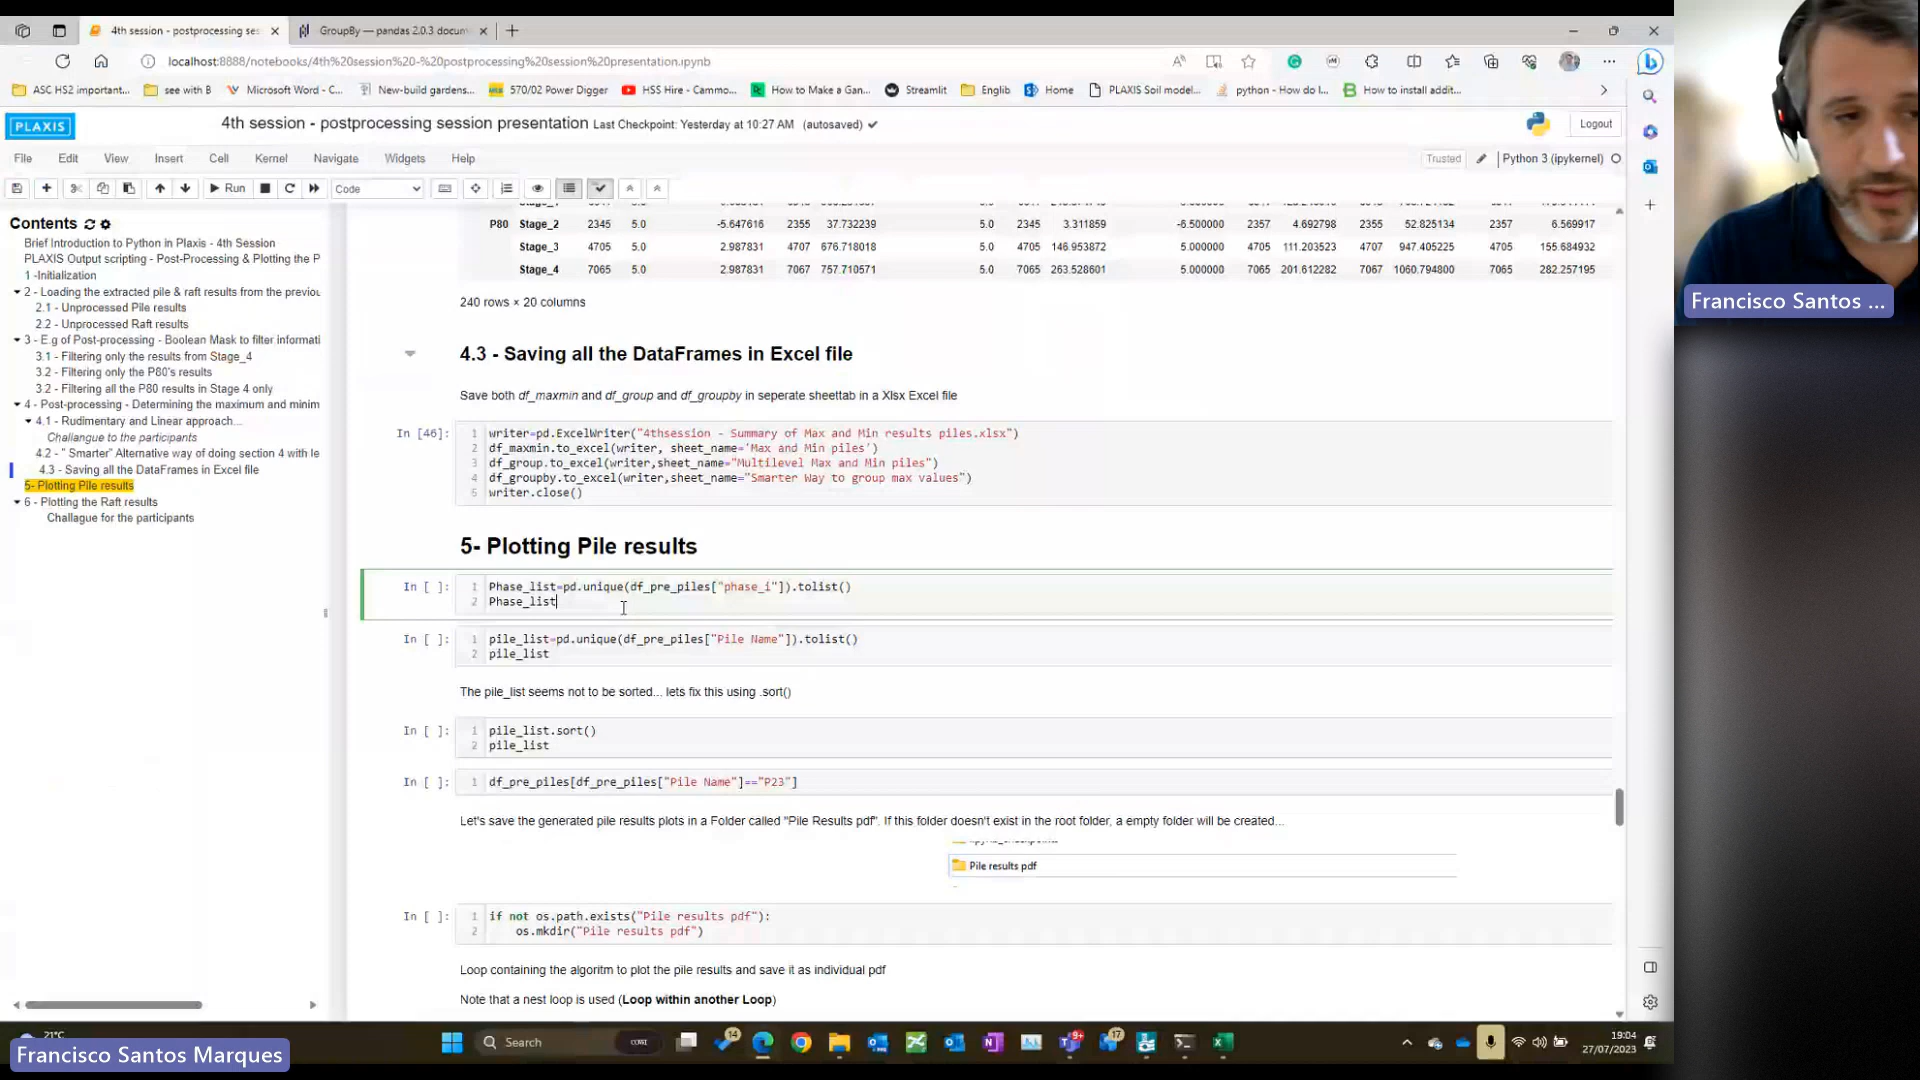 4th session - postprocessing se:
GroupBy — pandas 2.0.3 docum
localhost:8888/notebooks/4th%20session%20-%20postprocessing%20session%20presentation.ipynb
ASC HS2 important...
see with B
Microsoft Word - C...
New-build gardens...
570/02 Power Digger
HSS Hire - Cammo...
How to Make a Gan...
Streamlit
Englib
Home
PLAXIS Soil model...
python - How do I...
How to install addit...
PLAXIS
4th session - postprocessing session presentation Last Checkpoint: Yesterday at 10:27 AM (autosaved)
Logout
File Edit View Insert Cell Kernel Navigate Widgets Help
Trusted
Python 3 (ipykernel)
Run
Code
Contents
Brief Introduction to Python in Plaxis - 4th Session
PLAXIS Output scripting - Post-Processing & Plotting the P
1 -Initialization
2 - Loading the extracted pile & raft results from the previou
2.1 - Unprocessed Pile results
2.2 - Unprocessed Raft results
3 - E.g of Post-processing - Boolean Mask to filter informati
3.1 - Filtering only the results from Stage_4
3.2 - Filtering only the P80's results
3.2 - Filtering all the P80 results in Stage 4 only
4 - Post-processing - Determining the maximum and minim
4.1 - Rudimentary and Linear approach...
Challangue to the participants
4.2 - " Smarter" Alternative way of doing section 4 with le
4.3 - Saving all the DataFrames in Excel file
5- Plotting Pile results
6 - Plotting the Raft results
Challague for the participants
P80 Stage_2 2345 5.0 -5.647616 2355 37.732239 5.0 2345 3.311859 -6.500000 2357 4.692798 2355 52.825134 2357 6.569917
Stage_3 4705 5.0 2.987831 4707 676.718018 5.0 4705 146.953872 5.000000 4705 111.203523 4707 947.405225 4705 155.684932
Stage_4 7065 5.0 2.987831 7067 757.710571 5.0 7065 263.528601 5.000000 7065 201.612282 7067 1060.794800 7065 282.257195
240 rows × 20 columns
4.3 - Saving all the DataFrames in Excel file
Save both df_maxmin and df_group and df_groupby in seperate sheettab in a Xlsx Excel file
In [46]:
1 writer=pd.ExcelWriter("4thsession - Summary of Max and Min results piles.xlsx")
2 df_maxmin.to_excel(writer, sheet_name='Max and Min piles')
3 df_group.to_excel(writer,sheet_name="Multilevel Max and Min piles")
4 df_groupby.to_excel(writer,sheet_name="Smarter Way to group max values")
5 writer.close()
5- Plotting Pile results
In [ ]:
1 Phase_list=pd.unique(df_pre_piles["phase_i"]).tolist()
2 Phase_list
In [ ]:
1 pile_list=pd.unique(df_pre_piles["Pile Name"]).tolist()
2 pile_list
The pile_list seems not to be sorted... lets fix this using .sort()
In [ ]:
1 pile_list.sort()
2 pile_list
In [ ]:
1 df_pre_piles[df_pre_piles["Pile Name"]=="P23"]
Let's save the generated pile results plots in a Folder called "Pile Results pdf". If this folder doesn't exist in the root folder, a empty folder will be created...
Pile results pdf
In [ ]:
1 if not os.path.exists("Pile results pdf"):
2 os.mkdir("Pile results pdf")
Loop containing the algoritm to plot the pile results and save it as individual pdf
Note that a nest loop is used (Loop within another Loop)
Francisco Santos ...
21°C
Search
19:04
27/07/2023
Francisco Santos Marques